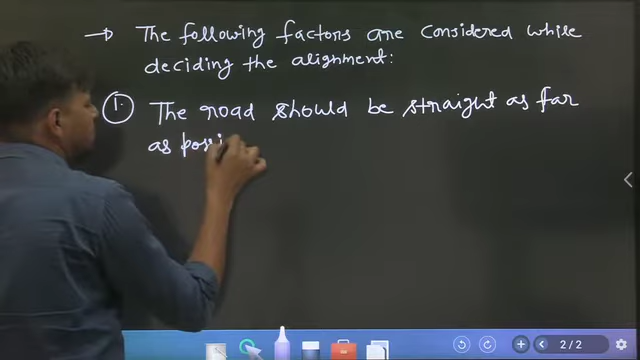 → The following factors are considered while
deciding the alignment:
① The road should be straight as far
as possi
2/2